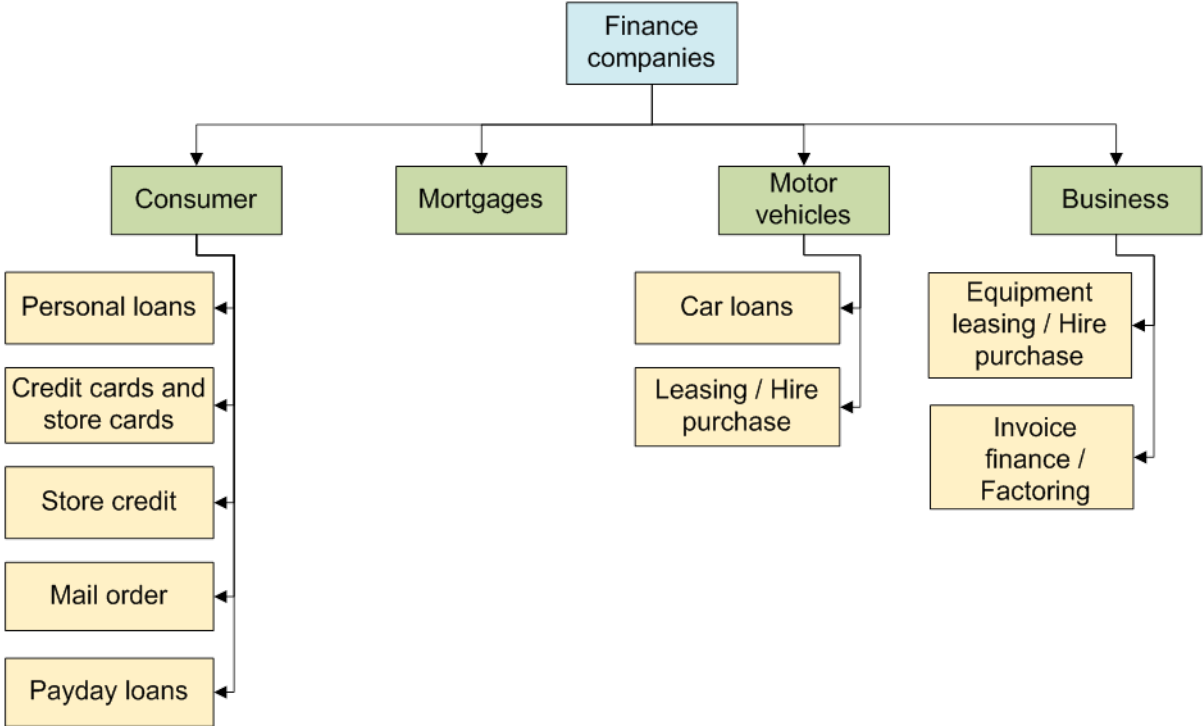 Finance
companies
Consumer
Mortgages
Motor
vehicles
Business
Personal loans
Credit cards and
store cards
Store credit
Mail order
Payday loans
Car loans
Leasing / Hire
purchase
Equipment
leasing / Hire
purchase
Invoice
finance /
Factoring